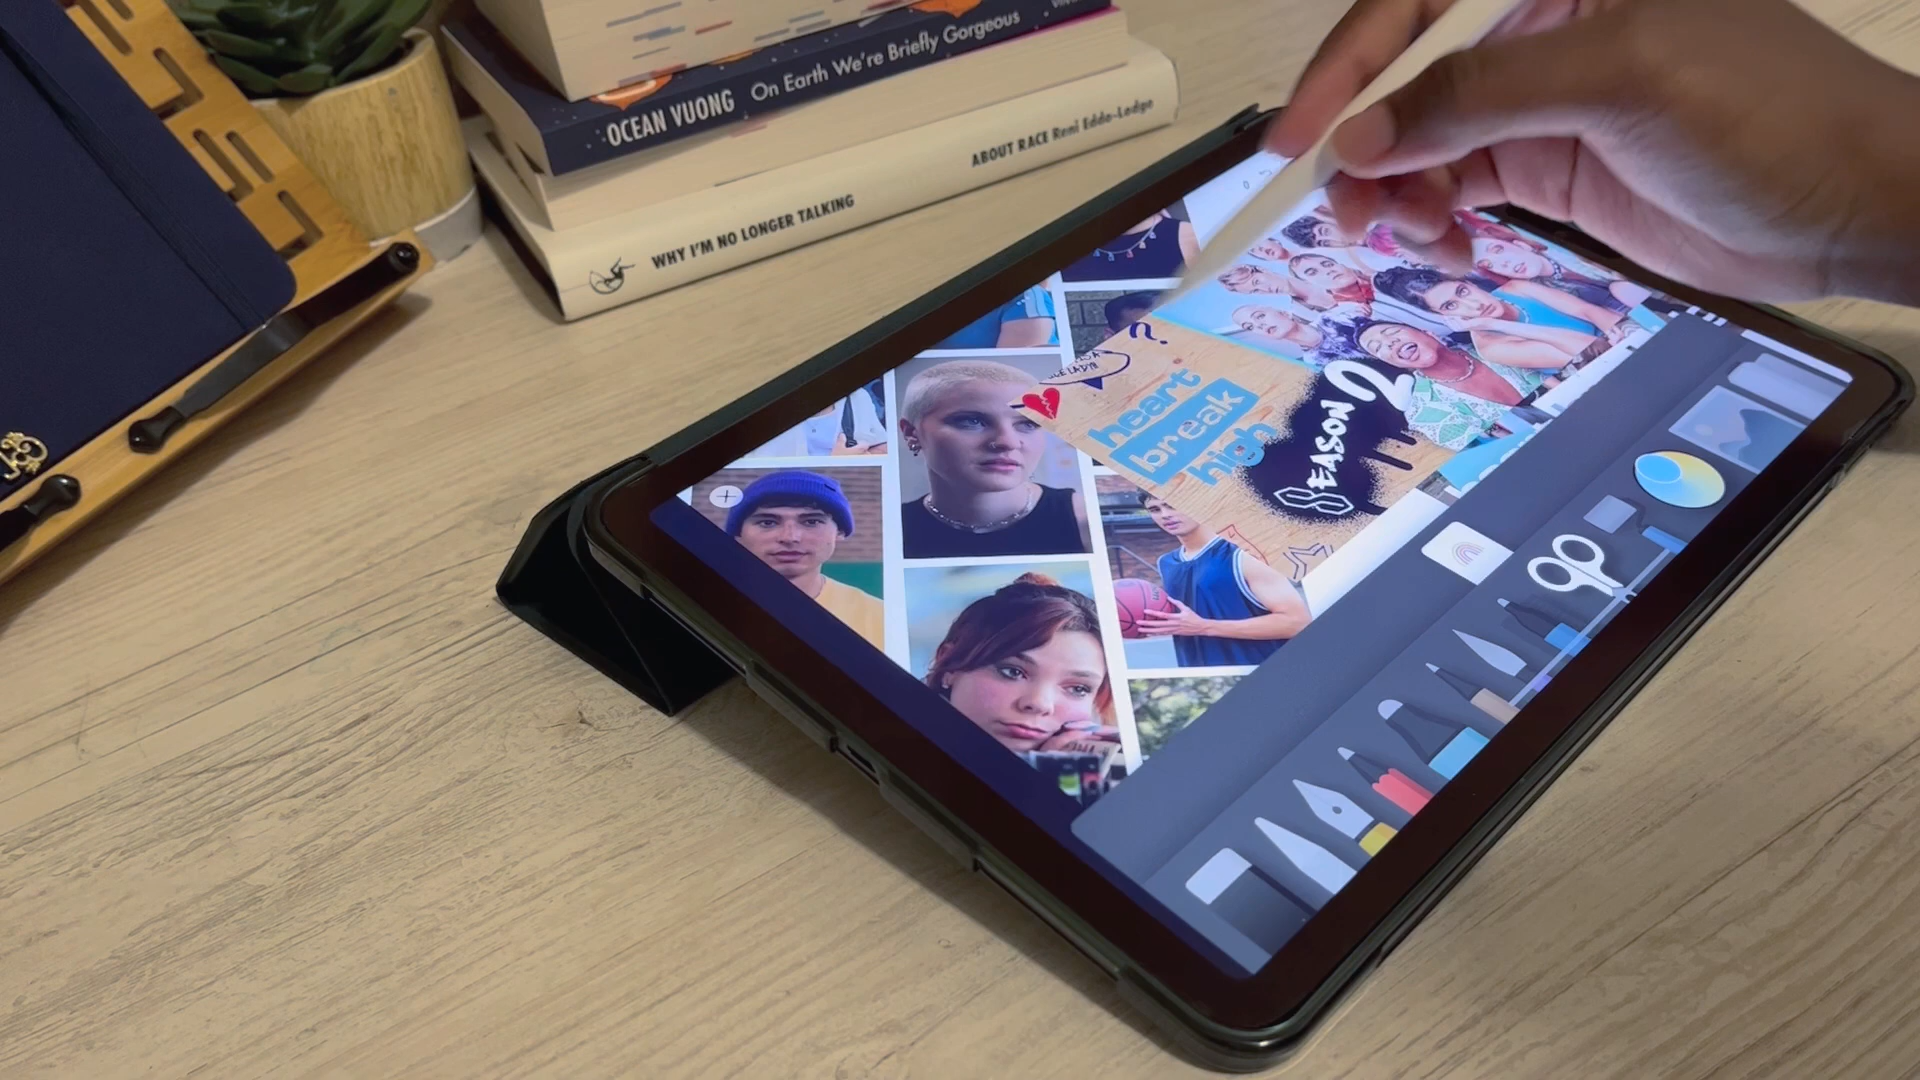 OCEAN VUONG On Earth We're Briefly Gorgeous
WHY I'M NO LONGER TALKING
ABOUT RACE Reni Eddo-Lodge
?
heart
break
high
SEASON 2